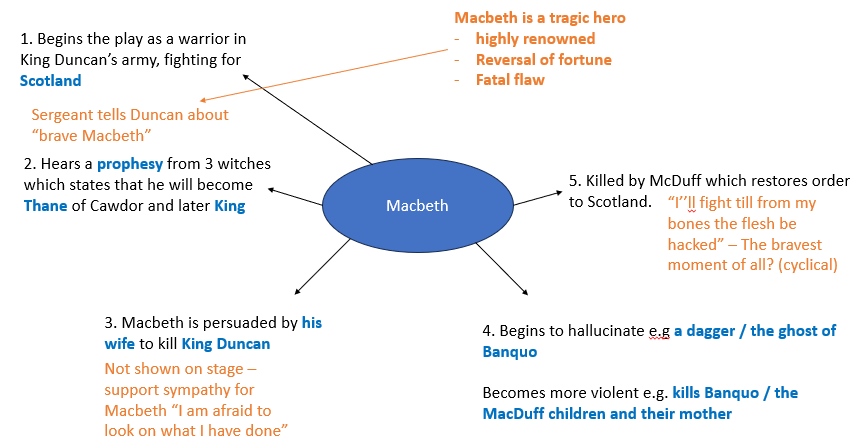 Macbeth is a tragic hero
- highly renowned
- Reversal of fortune
- Fatal flaw
1. Begins the play as a warrior in
King Duncan’s army, fighting for
Scotland
Sergeant tells Duncan about
“brave Macbeth”
2. Hears a prophesy from 3 witches
which states that he will become
Thane of Cawdor and later King
Macbeth
5. Killed by McDuff which restores order
to Scotland. “I’’ll fight till from my
bones the flesh be
hacked” – The bravest
moment of all? (cyclical)
3. Macbeth is persuaded by his
wife to kill King Duncan
Not shown on stage –
support sympathy for
Macbeth “I am afraid to
look on what I have done”
4. Begins to hallucinate e.g a dagger / the ghost of
Banquo
Becomes more violent e.g. kills Banquo / the
MacDuff children and their mother